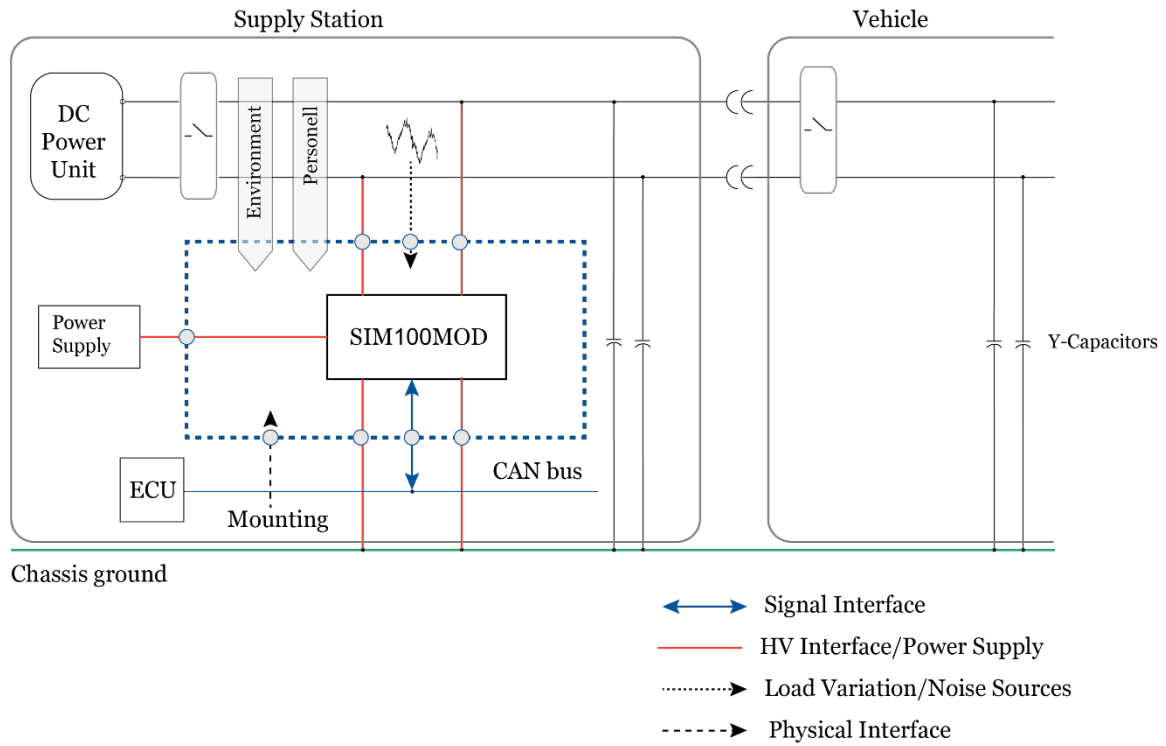 Supply Station
Vehicle
DC
Power
Unit
Environment
Personell
Power
Supply
SIM100MOD
Y-Capacitors
ECU
CAN bus
Mounting
Chassis ground
Signal Interface
HV Interface/Power Supply
Load Variation/Noise Sources
Physical Interface